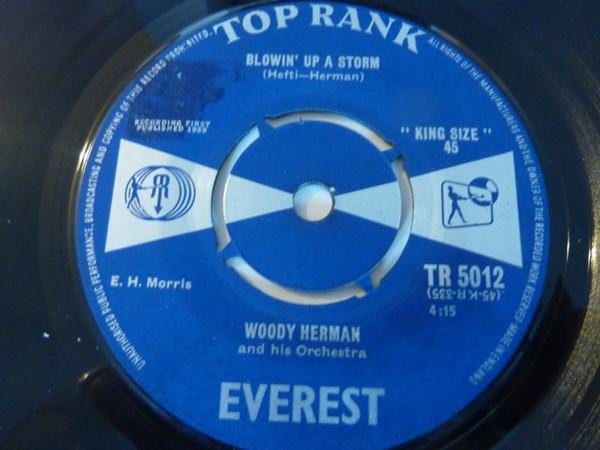 TOP RANK
BLOWIN' UP A STORM
(Hefti—Herman)
RECORDING FIRST
PUBLISHED 1959
" KING SIZE "
45
E. H. Morris
TR 5012
(45-K-R-335)
4:15
WOODY HERMAN
and his Orchestra
EVEREST
UNAUTHORISED PUBLIC PERFORMANCE, BROADCASTING AND COPYING OF THIS RECORD PROHIBITED.
ALL RIGHTS OF THE MANUFACTURERS AND THE OWNER OF THE RECORDED WORK RESERVED MADE IN ENGLAND